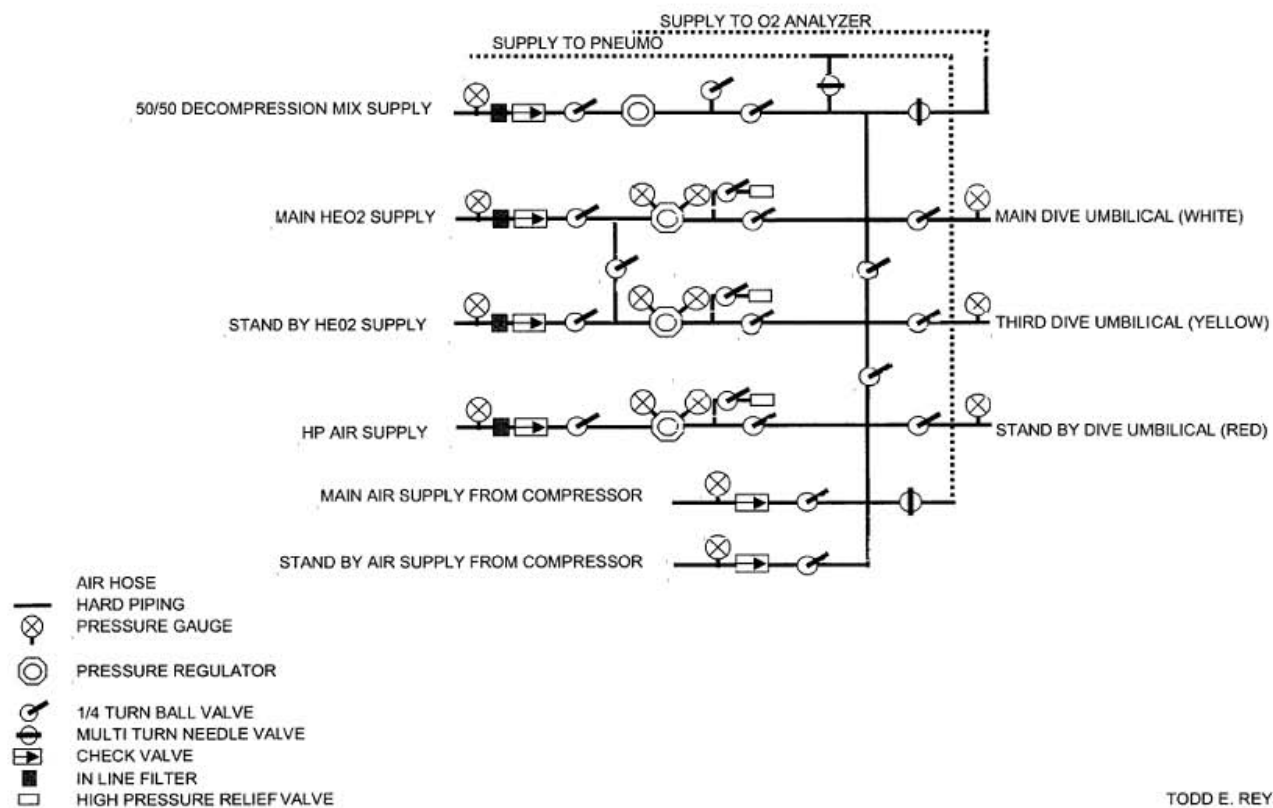 SUPPLY TO O2 ANALYZER
SUPPLY TO PNEUMO
50/50 DECOMPRESSION MIX SUPPLY
MAIN HEO2 SUPPLY
MAIN DIVE UMBILICAL (WHITE)
STAND BY HE02 SUPPLY
THIRD DIVE UMBILICAL (YELLOW)
HP AIR SUPPLY
STAND BY DIVE UMBILICAL (RED)
MAIN AIR SUPPLY FROM COMPRESSOR
STAND BY AIR SUPPLY FROM COMPRESSOR
AIR HOSE
HARD PIPING
PRESSURE GAUGE
PRESSURE REGULATOR
1/4 TURN BALL VALVE
MULTI TURN NEEDLE VALVE
CHECK VALVE
IN LINE FILTER
HIGH PRESSURE RELIEF VALVE
TODD E. REY